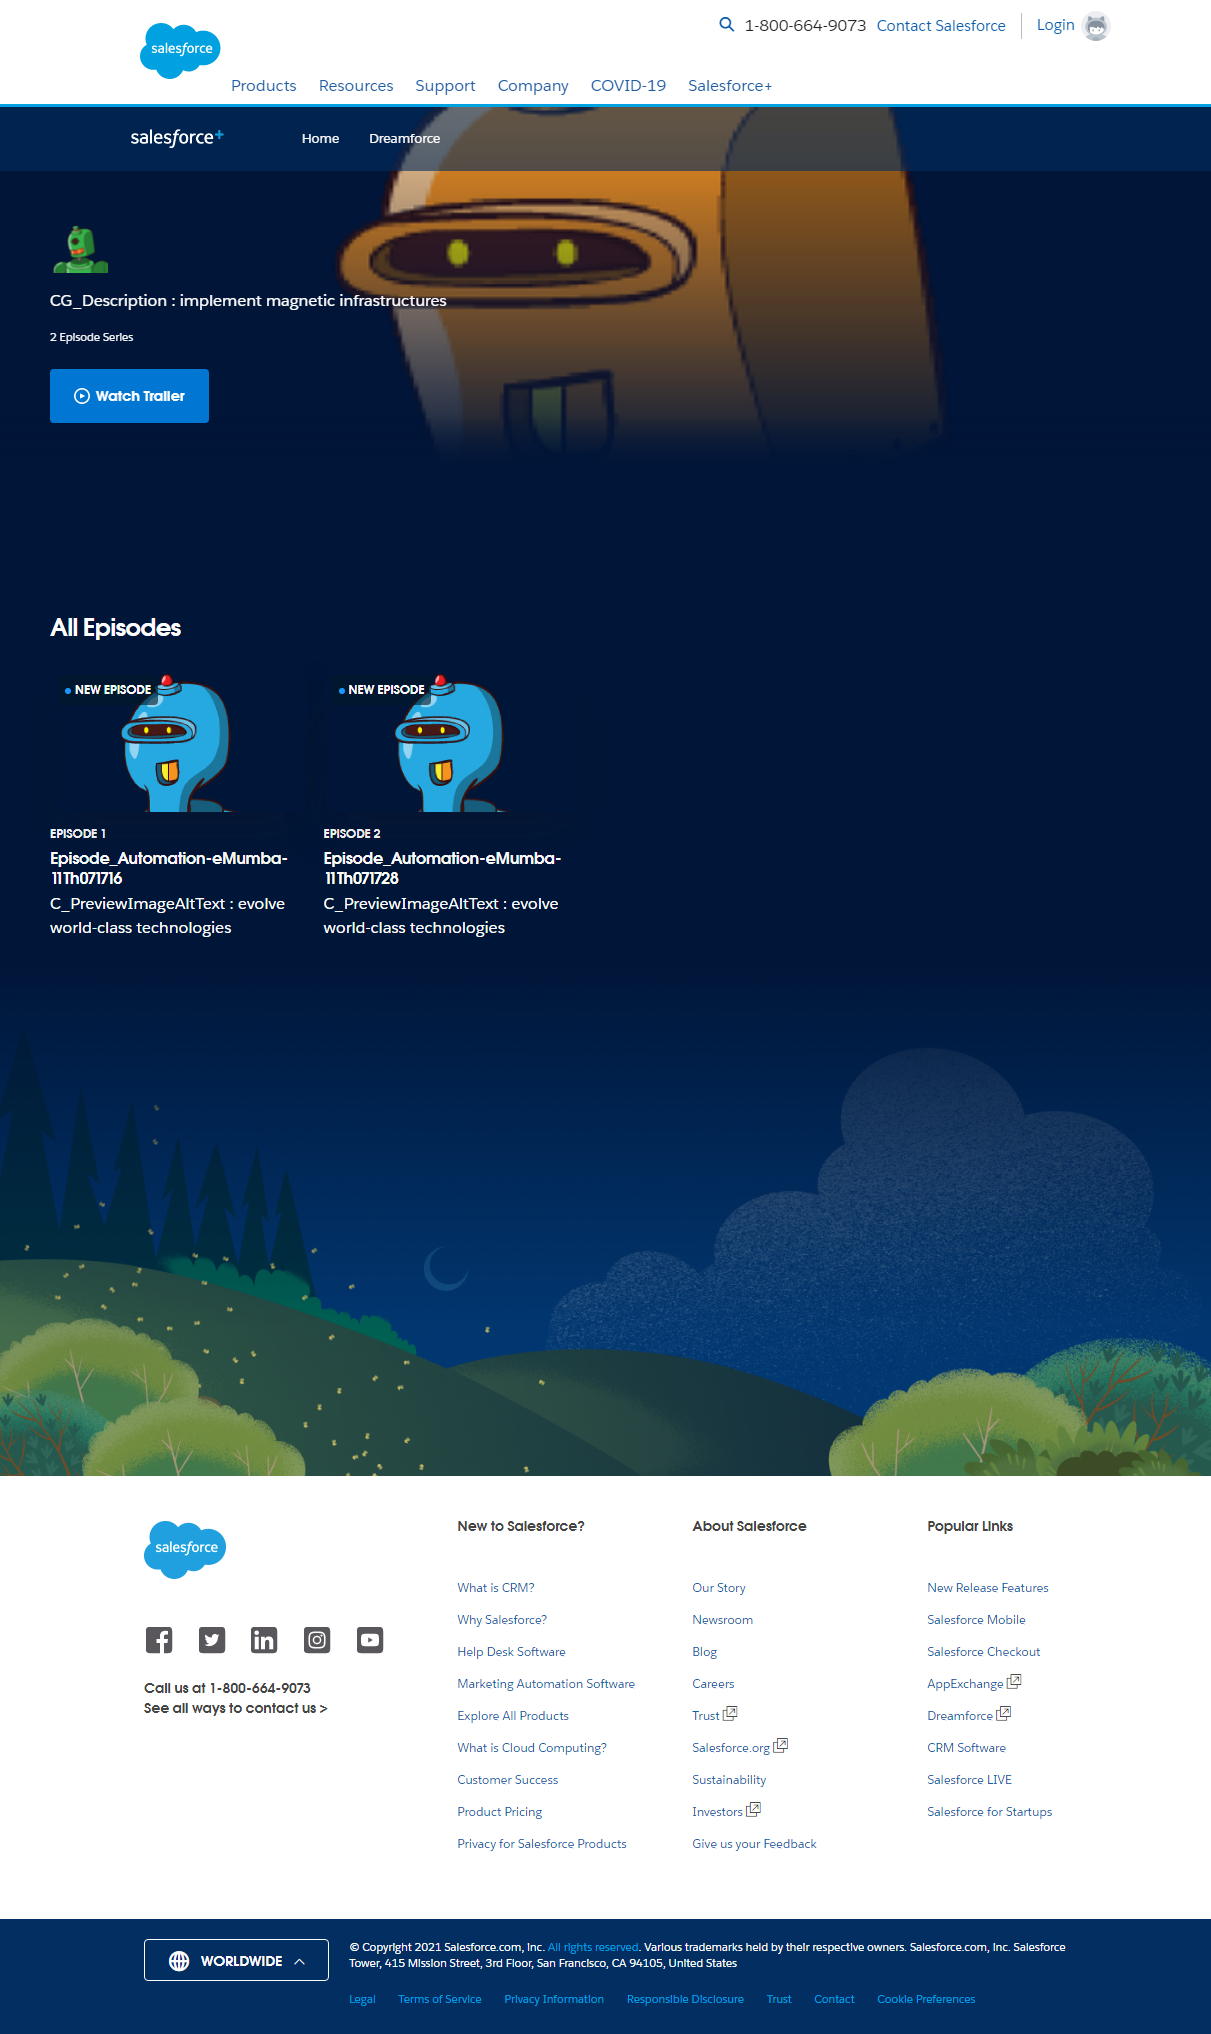 1-800-664-9073 Contact Salesforce Login
salesforce
Products Resources Support Company COVID-19 Salesforce+
salesforce+ Home Dreamforce
CG_Description : implement magnetic infrastructures
2 Episode Series
Watch Trailer
All Episodes
NEW EPISODE
EPISODE 1
Episode_Automation-eMumba-
11Th071716
C_PreviewImageAltText : evolve
world-class technologies
NEW EPISODE
EPISODE 2
Episode_Automation-eMumba-
11Th071728
C_PreviewImageAltText : evolve
world-class technologies
salesforce
Call us at 1-800-664-9073
See all ways to contact us >
New to Salesforce?
What is CRM?
Why Salesforce?
Help Desk Software
Marketing Automation Software
Explore All Products
What is Cloud Computing?
Customer Success
Product Pricing
Privacy for Salesforce Products
About Salesforce
Our Story
Newsroom
Blog
Careers
Trust
Salesforce.org
Sustainability
Investors
Give us your Feedback
Popular Links
New Release Features
Salesforce Mobile
Salesforce Checkout
AppExchange
Dreamforce
CRM Software
Salesforce LIVE
Salesforce for Startups
WORLDWIDE
© Copyright 2021 Salesforce.com, inc. All rights reserved. Various trademarks held by their respective owners. Salesforce.com, inc. Salesforce
Tower, 415 Mission Street, 3rd Floor, San Francisco, CA 94105, United States
Legal Terms of Service Privacy Information Responsible Disclosure Trust Contact Cookie Preferences